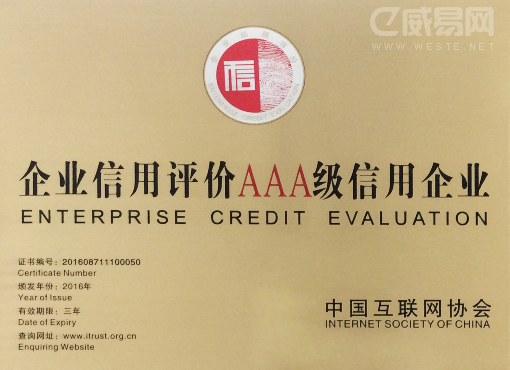 威易网
WWW.WESTE.NET
信
企业信用评价AAA级信用企业
ENTERPRISE CREDIT EVALUATION
证书编号：201608711100050
Certificate Number
颁发年份：2016年
Year of Issue
有效期限：三年
Date of Expiry
查询网址：www.itrust.org.cn
Enquiring Website
中国互联网协会
INTERNET SOCIETY OF CHINA